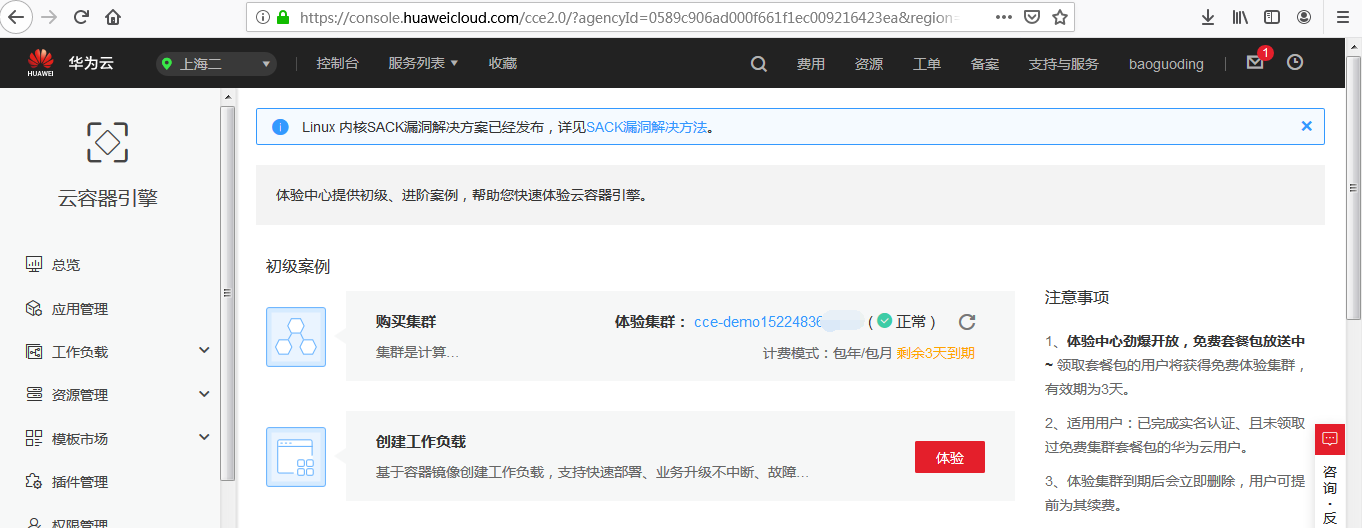 https://console.huaweicloud.com/cce2.0/?agencyId=0589c906ad000f661f1ec009216423ea&region=
HUAWEI 华为云 上海二 控制台 服务列表 收藏 费用 资源 工单 备案 支持与服务 baoguoding 1
Linux 内核SACK漏洞解决方案已经发布，详见SACK漏洞解决方法。
云容器引擎
体验中心提供初级、进阶案例，帮助您快速体验云容器引擎。
总览
应用管理
工作负载
资源管理
模板市场
插件管理
权限管理
初级案例
购买集群 体验集群： cce-demo15224836 ( 正常 )
集群是计算... 计费模式：包年/包月 剩余3天到期
创建工作负载
基于容器镜像创建工作负载，支持快速部署、业务升级不中断、故障...
体验
注意事项
1、体验中心劲爆开放，免费套餐包放送中
~ 领取套餐包的用户将获得免费体验集群，
有效期为3天。
2、适用用户：已完成实名认证、且未领取
过免费集群套餐包的华为云用户。
3、体验集群到期后会立即删除，用户可提
前为其续费。
咨
询
·
反